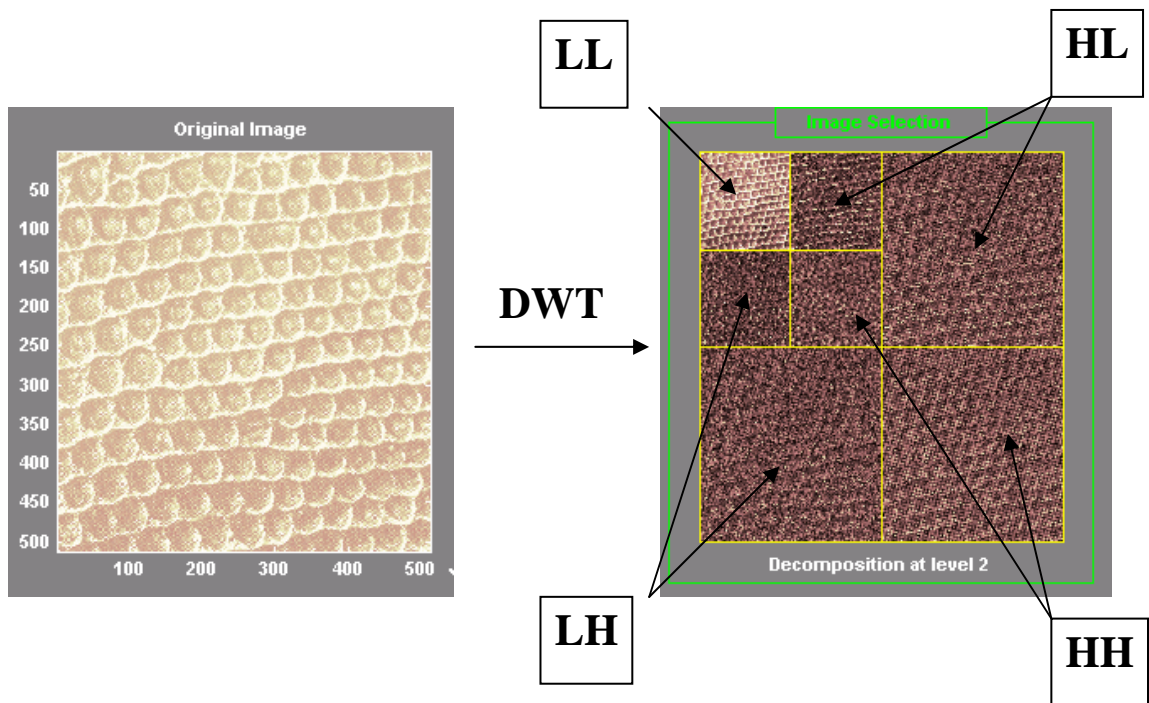 LL
HL
Original Image
50
100
150
200
250
300
350
400
450
500
100 200 300 400 500
DWT
Image Selection
Decomposition at level 2
LH
HH